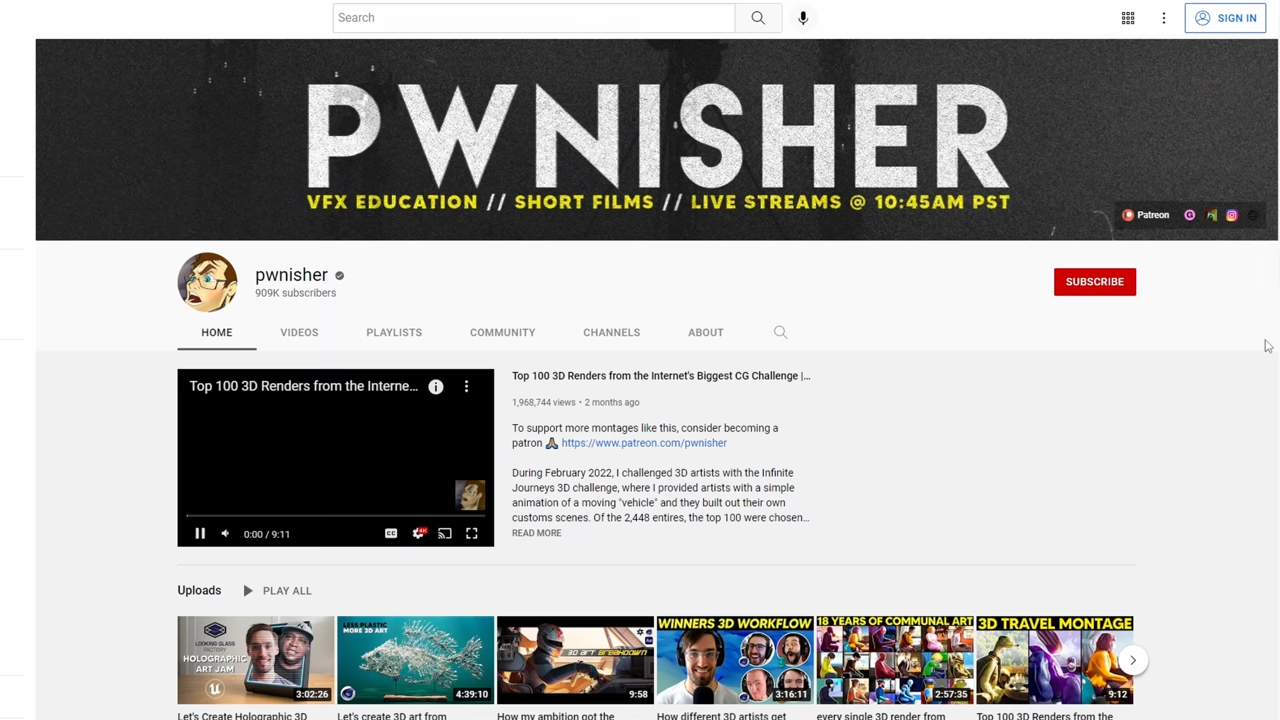 Search
SIGN IN
PWNISHER
VFX EDUCATION // SHORT FILMS // LIVE STREAMS @ 10:45AM PST
Patreon
pwnisher
909K subscribers
SUBSCRIBE
HOME
VIDEOS
PLAYLISTS
COMMUNITY
CHANNELS
ABOUT
Top 100 3D Renders from the Interne...
0:00 / 9:11
CC
4K
Top 100 3D Renders from the Internet's Biggest CG Challenge |...
1,968,744 views • 2 months ago
To support more montages like this, consider becoming a
patron 🙏🏽 https://www.patreon.com/pwnisher
During February 2022, I challenged 3D artists with the Infinite
Journeys 3D challenge, where I provided artists with a simple
animation of a moving "vehicle" and they built out their own
customs scenes. Of the 2,448 entires, the top 100 were chosen...
READ MORE
Uploads
PLAY ALL
LOOKING GLASS
FACTORY
HOLOGRAPHIC
ART JAM
3:02:26
LESS PLASTIC
MORE 3D ART
4:39:10
3D ART BREAKDOWN
9:58
WINNERS 3D WORKFLOW
3:16:11
18 YEARS OF COMMUNAL ART
2:57:35
3D TRAVEL MONTAGE
9:12
Let's Create Holographic 3D
Let's create 3D art from
How my ambition got the
How different 3D artists get
every single 3D render from
Top 100 3D Renders from the